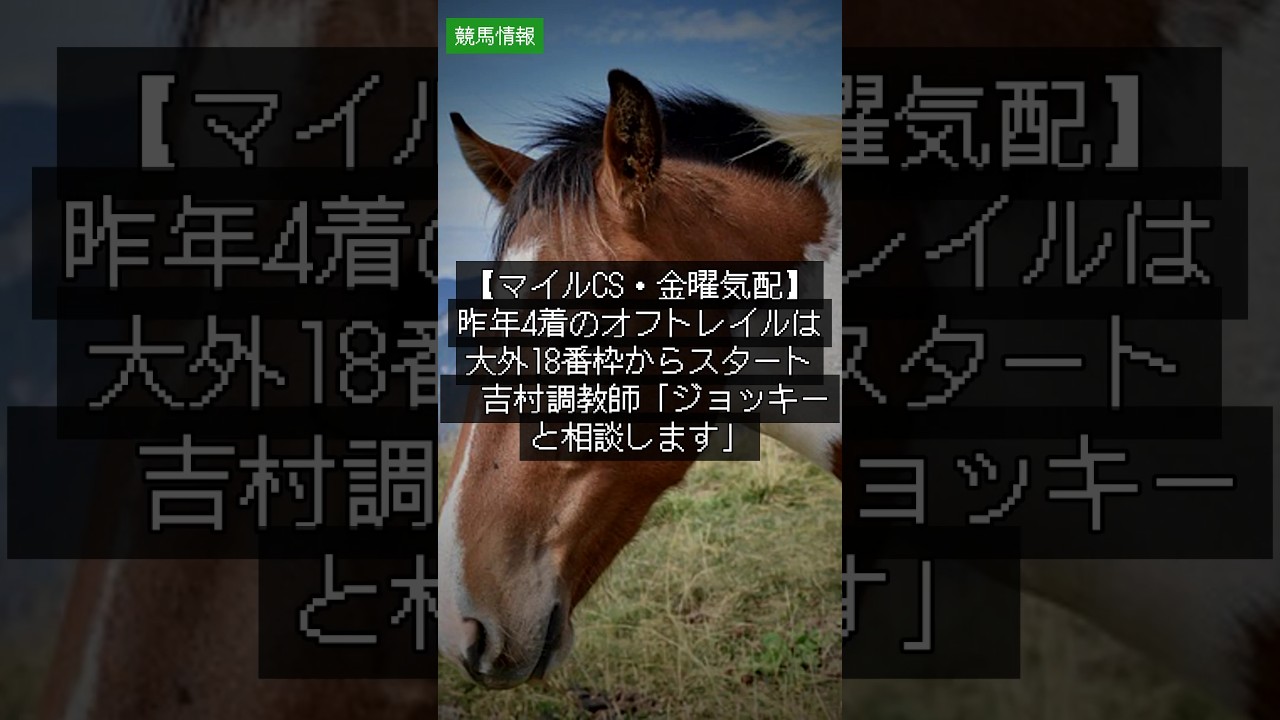 競馬情報
【マイルCS・金曜気配】
昨年4着のオフトレイルは
大外18番枠からスタート
吉村調教師「ジョッキー
と相談します」